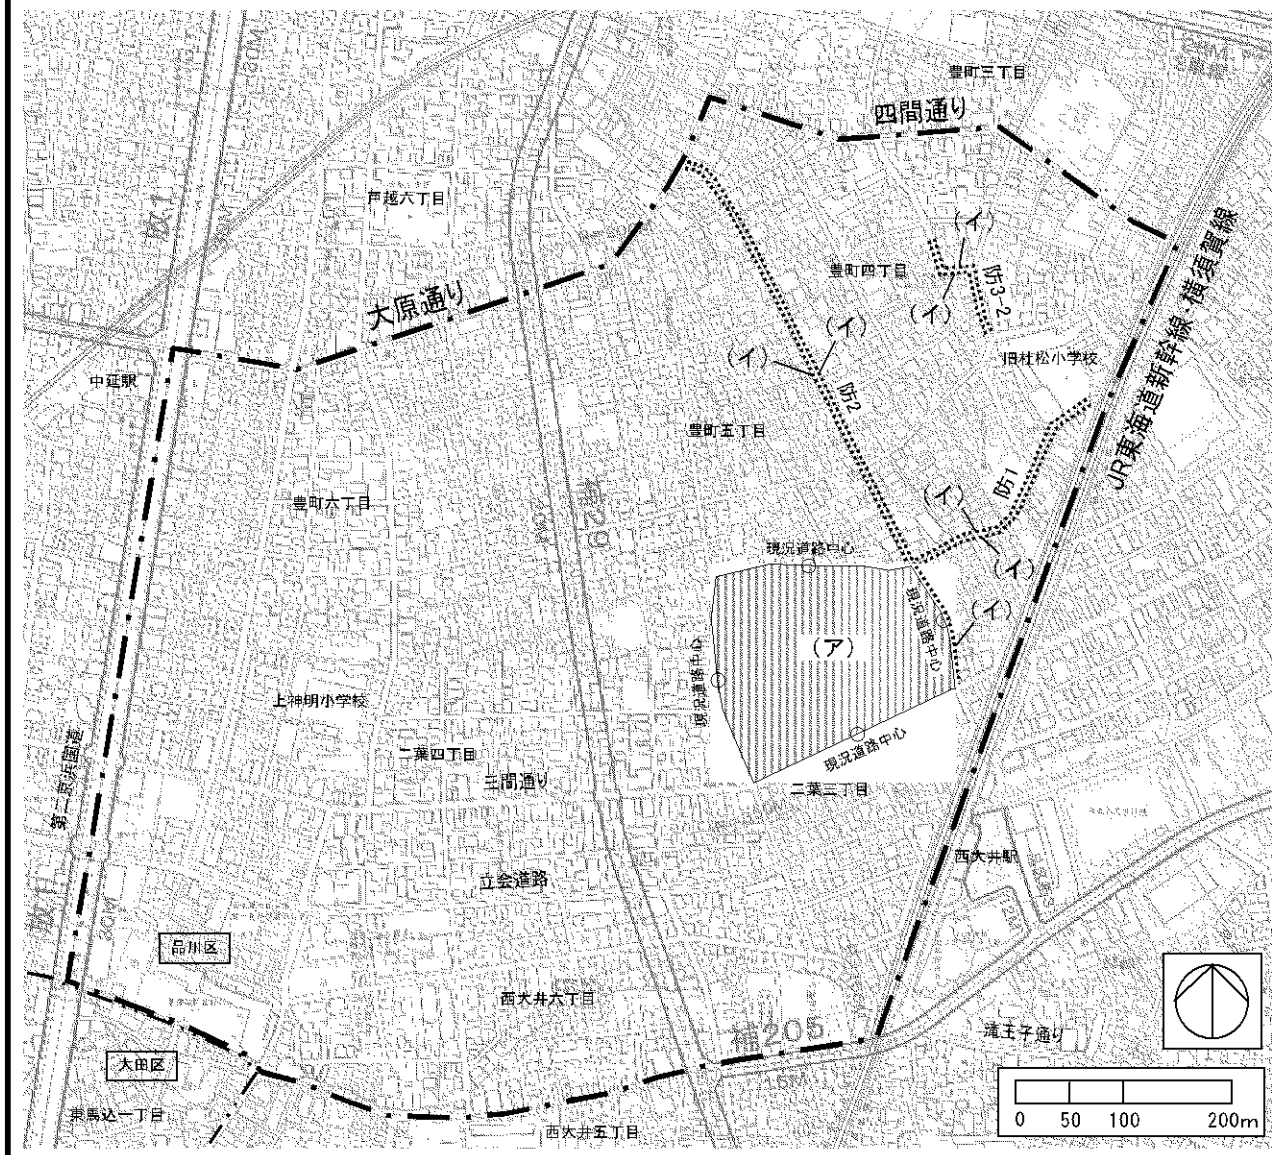 豊町三丁目
四間通り
国1
30M
戸越六丁目
(イ)
豊町四丁目
防3-2
(イ)
JR東海道新幹線・横須賀線
大原通り
(イ)
(イ)
旧杜松小学校
中延駅
防2
豊町五丁目
防1
豊町六丁目
補29
20M
(イ)
現況道路中心
(イ)
現況道路中心
(イ)
(ア)
現況道路中心
上神明小学校
現況道路中心
第二京浜国道
二葉四丁目
三間通り
二葉三丁目
西大井駅
立会道路
国1
30M
品川区
西大井六丁目
補205
15M
滝王子通り
大田区
東馬込一丁目
西大井五丁目
0 50 100 200m